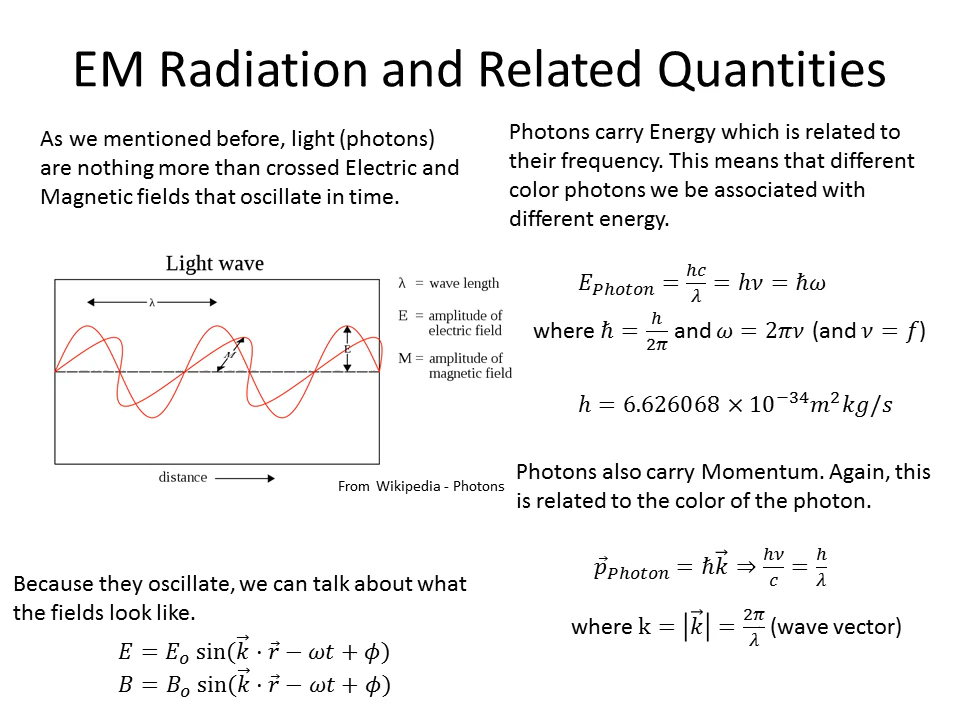 EM Radiation and Related Quantities
As we mentioned before, light (photons)
are nothing more than crossed Electric and
Magnetic fields that oscillate in time.
Light wave
λ
M
E
λ = wave length
E = amplitude of
electric field
M = amplitude of
magnetic field
distance
From Wikipedia - Photons
Because they oscillate, we can talk about what
the fields look like.
E = Eₒ sin(k⃗ · r⃗ − ωt + ϕ)
B = Bₒ sin(k⃗ · r⃗ − ωt + ϕ)
Photons carry Energy which is related to
their frequency. This means that different
color photons we be associated with
different energy.
E_Photon = hc/λ = hν = ℏω
where ℏ = h/2π and ω = 2πν (and ν = f)
h = 6.626068 × 10⁻³⁴m²kg/s
Photons also carry Momentum. Again, this
is related to the color of the photon.
p⃗_Photon = ℏk⃗ ⇒ hν/c = h/λ
where k = |k⃗| = 2π/λ (wave vector)